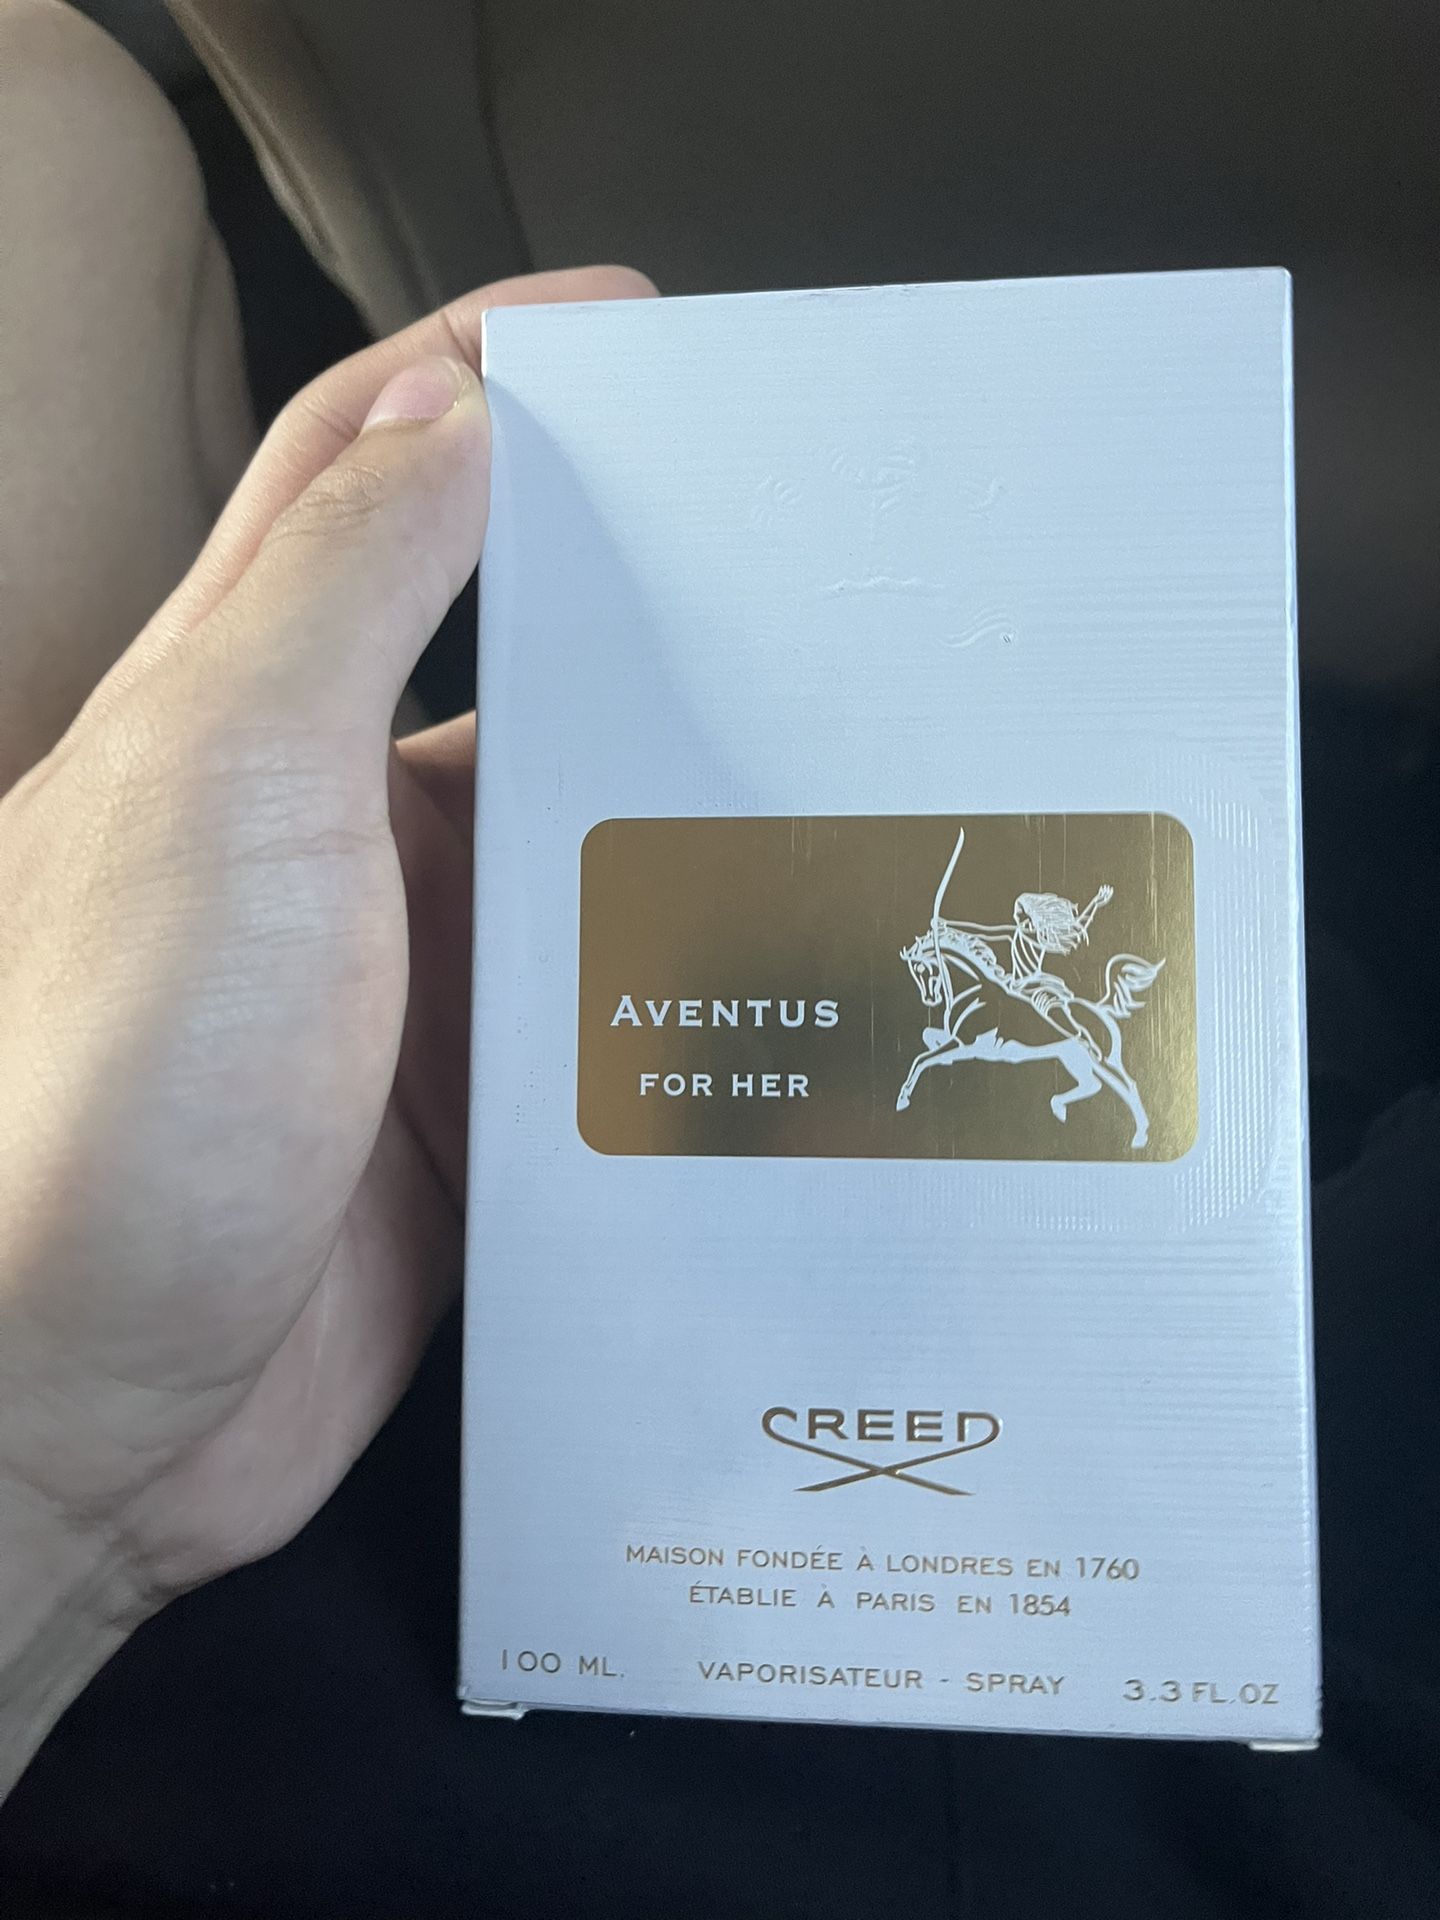 AVENTUS
FOR HER
CREED
MAISON FONDÉE À LONDRES EN 1760
ÉTABLIE À PARIS EN 1854
100 ML. VAPORISATEUR - SPRAY 3.3 FL.OZ